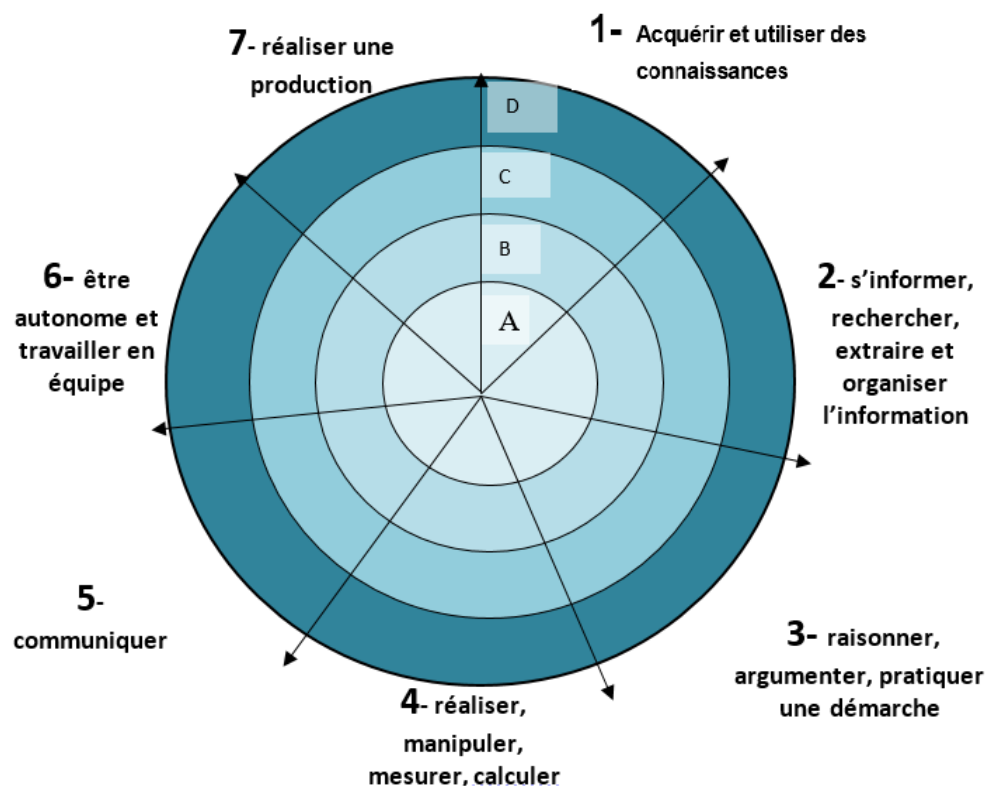 1- Acquérir et utiliser des
connaissances
7- réaliser une
production
D
C
B
A
2- s’informer,
rechercher,
extraire et
organiser
l’information
6- être
autonome et
travailler en
équipe
5-
communiquer
3- raisonner,
argumenter, pratiquer
une démarche
4- réaliser,
manipuler,
mesurer, calculer